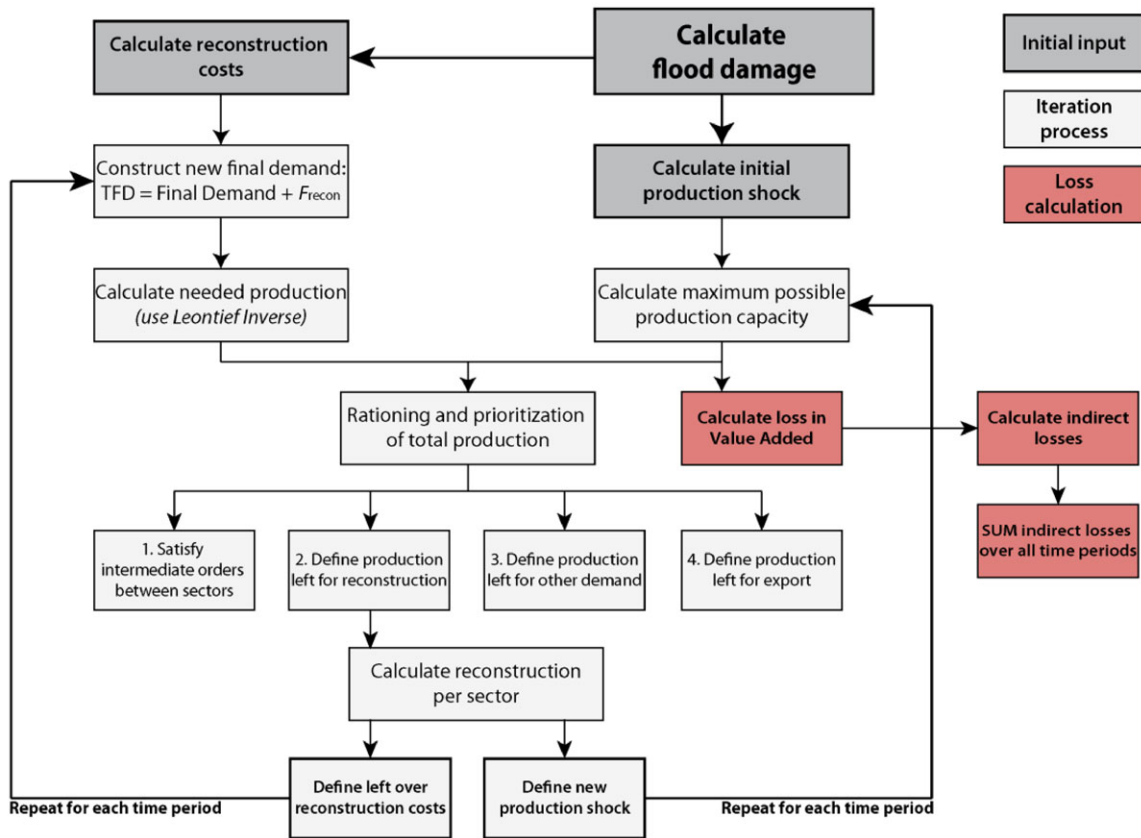 Calculate reconstruction
costs
Calculate
flood damage
Initial input
Iteration
process
Loss
calculation
Construct new final demand:
TFD = Final Demand + Frecon
Calculate initial
production shock
Calculate needed production
(use Leontief Inverse)
Calculate maximum possible
production capacity
Rationing and prioritization
of total production
Calculate loss in
Value Added
Calculate indirect
losses
SUM indirect losses
over all time periods
1. Satisfy
intermediate orders
between sectors
2. Define production
left for reconstruction
3. Define production
left for other demand
4. Define production
left for export
Calculate reconstruction
per sector
Define left over
reconstruction costs
Define new
production shock
Repeat for each time period
Repeat for each time period